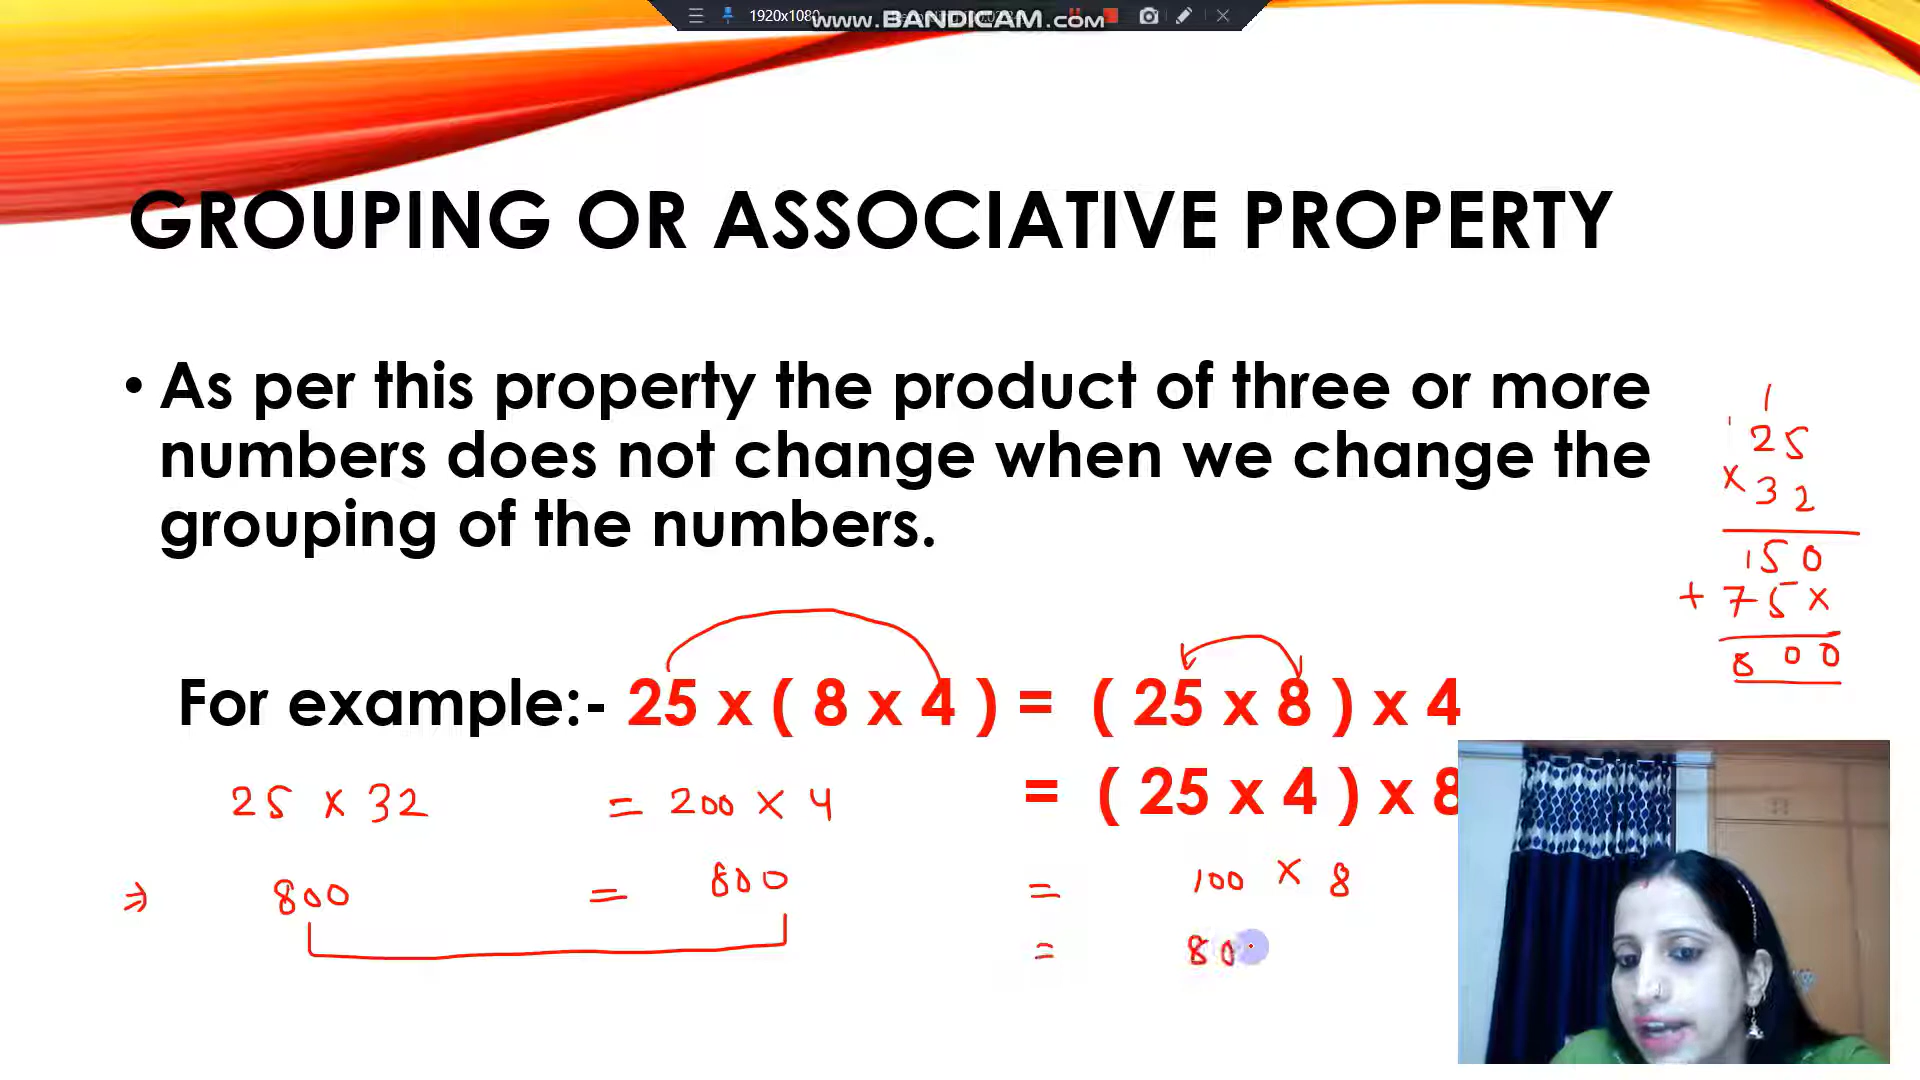 1920x1080
www.BANDICAM.com
GROUPING OR ASSOCIATIVE PROPERTY
• As per this property the product of three or more
numbers does not change when we change the
grouping of the numbers.
1
1
25
x 32
150
+ 75x
800
For example:- 25 x ( 8 x 4 ) = ( 25 x 8 ) x 4
= ( 25 x 4 ) x 8
25 x 32 = 200 x 4
⇒ 800 = 800
= 100 x 8
= 80